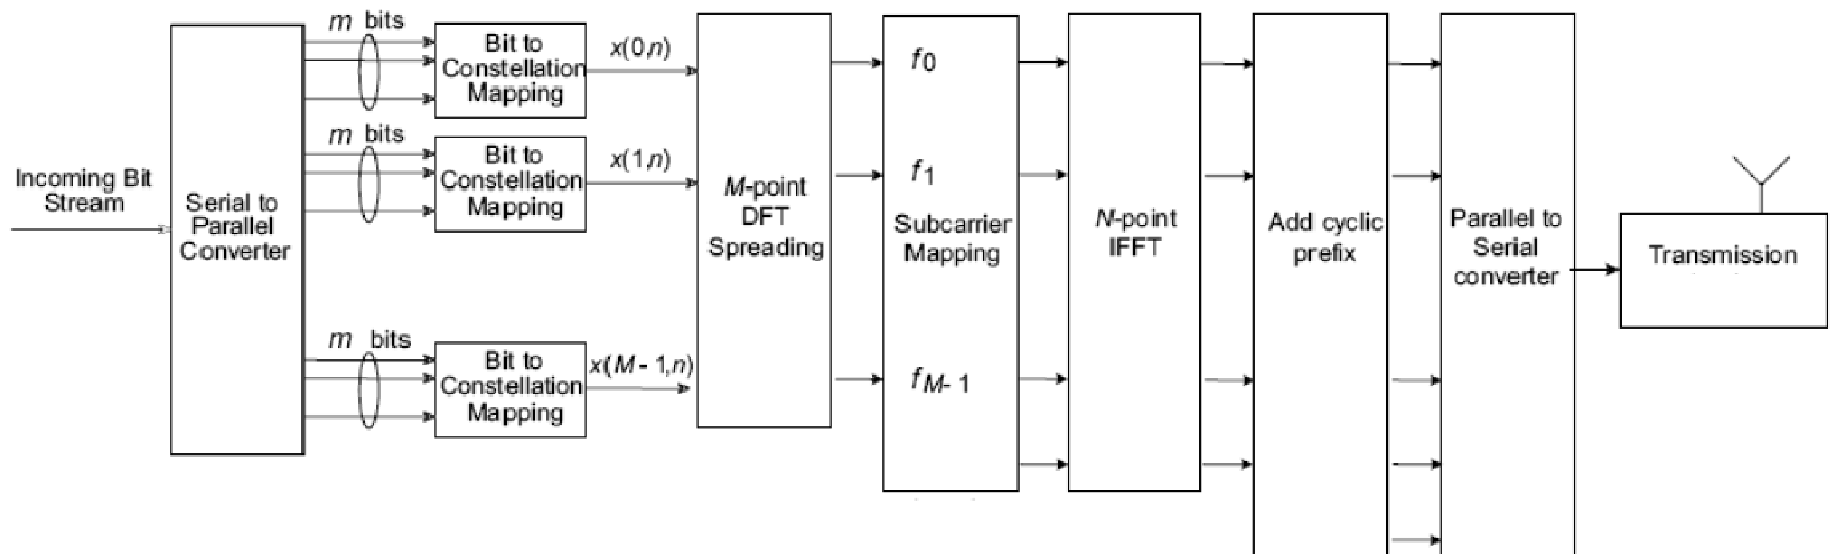 Incoming Bit
Stream
Serial to
Parallel
Converter
m bits
Bit to
Constellation
Mapping
x(0,n)
m bits
Bit to
Constellation
Mapping
x(1,n)
m bits
Bit to
Constellation
Mapping
x(M-1,n)
M-point
DFT
Spreading
f0
f1
Subcarrier
Mapping
fM-1
N-point
IFFT
Add cyclic
prefix
Parallel to
Serial
converter
Transmission